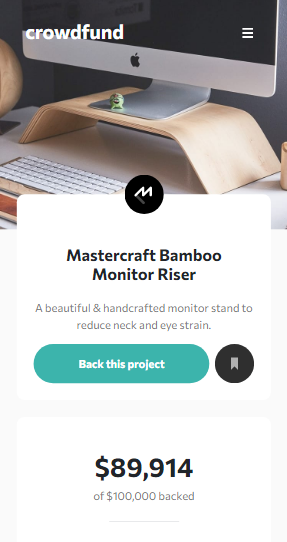 crowdfund
Mastercraft Bamboo
Monitor Riser
A beautiful & handcrafted monitor stand to
reduce neck and eye strain.
Back this project
$89,914
of $100,000 backed